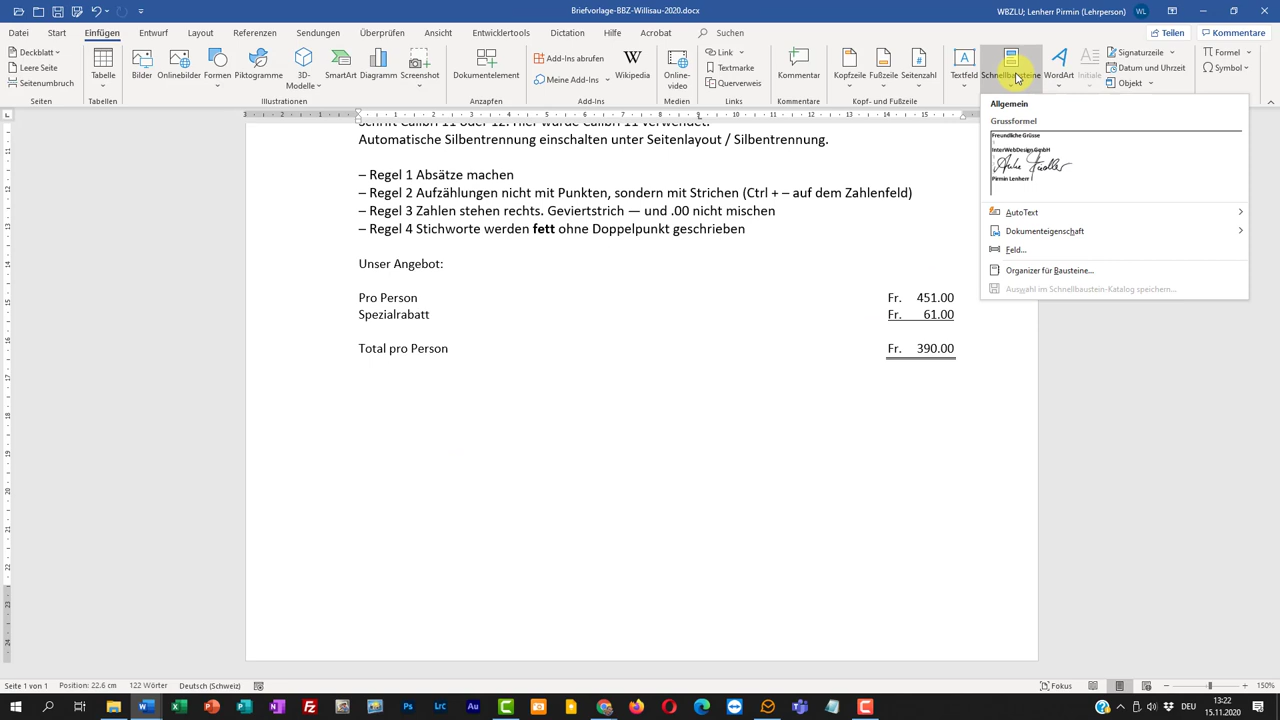 Briefvorlage-BBZ-Willisau-2020.docx
WBZLU; Pirmin (Lehrperson) WL
Datei Start Einfügen Entwurf Layout Referenzen Sendungen Überprüfen Ansicht Entwicklertools Dictation Hilfe Acrobat Suchen Teilen Kommentare
Deckblatt
Leere Seite
Seitenumbruch
Seiten
Tabelle
Tabellen
Bilder Onlinebilder Formen Piktogramme 3D-Modelle SmartArt Diagramm Screenshot
Illustrationen
Dokumentelement
Anzapfen
Add-Ins abrufen
Meine Add-Ins
Wikipedia
Add-Ins
Online-video
Medien
Link
Textmarke
Querverweis
Links
Kommentar
Kommentare
Kopfzeile Fußzeile Seitenzahl
Kopf- und Fußzeile
Textfeld Schnellbausteine WordArt Initiale
Signaturzeile
Datum und Uhrzeit
Objekt
Formel
Symbol
Allgemein
Grussformel
Freundliche Grüsse
InterWebDesign GmbH
Pirmin Lenherr
AutoText
Dokumenteigenschaft
Feld...
Organizer für Bausteine...
Auswahl im Schnellbaustein-Katalog speichern...
Automatische Silbentrennung einschalten unter Seitenlayout / Silbentrennung.
– Regel 1 Absätze machen
– Regel 2 Aufzählungen nicht mit Punkten, sondern mit Strichen (Ctrl + – auf dem Zahlenfeld)
– Regel 3 Zahlen stehen rechts. Geviertstrich — und .00 nicht mischen
– Regel 4 Stichworte werden fett ohne Doppelpunkt geschrieben
Unser Angebot:
Pro Person Fr. 451.00
Spezialrabatt Fr. 61.00
Total pro Person Fr. 390.00
Seite 1 von 1 Position: 22.6 cm 122 Wörter Deutsch (Schweiz) Fokus 150%
DEU 13:22
15.11.2020